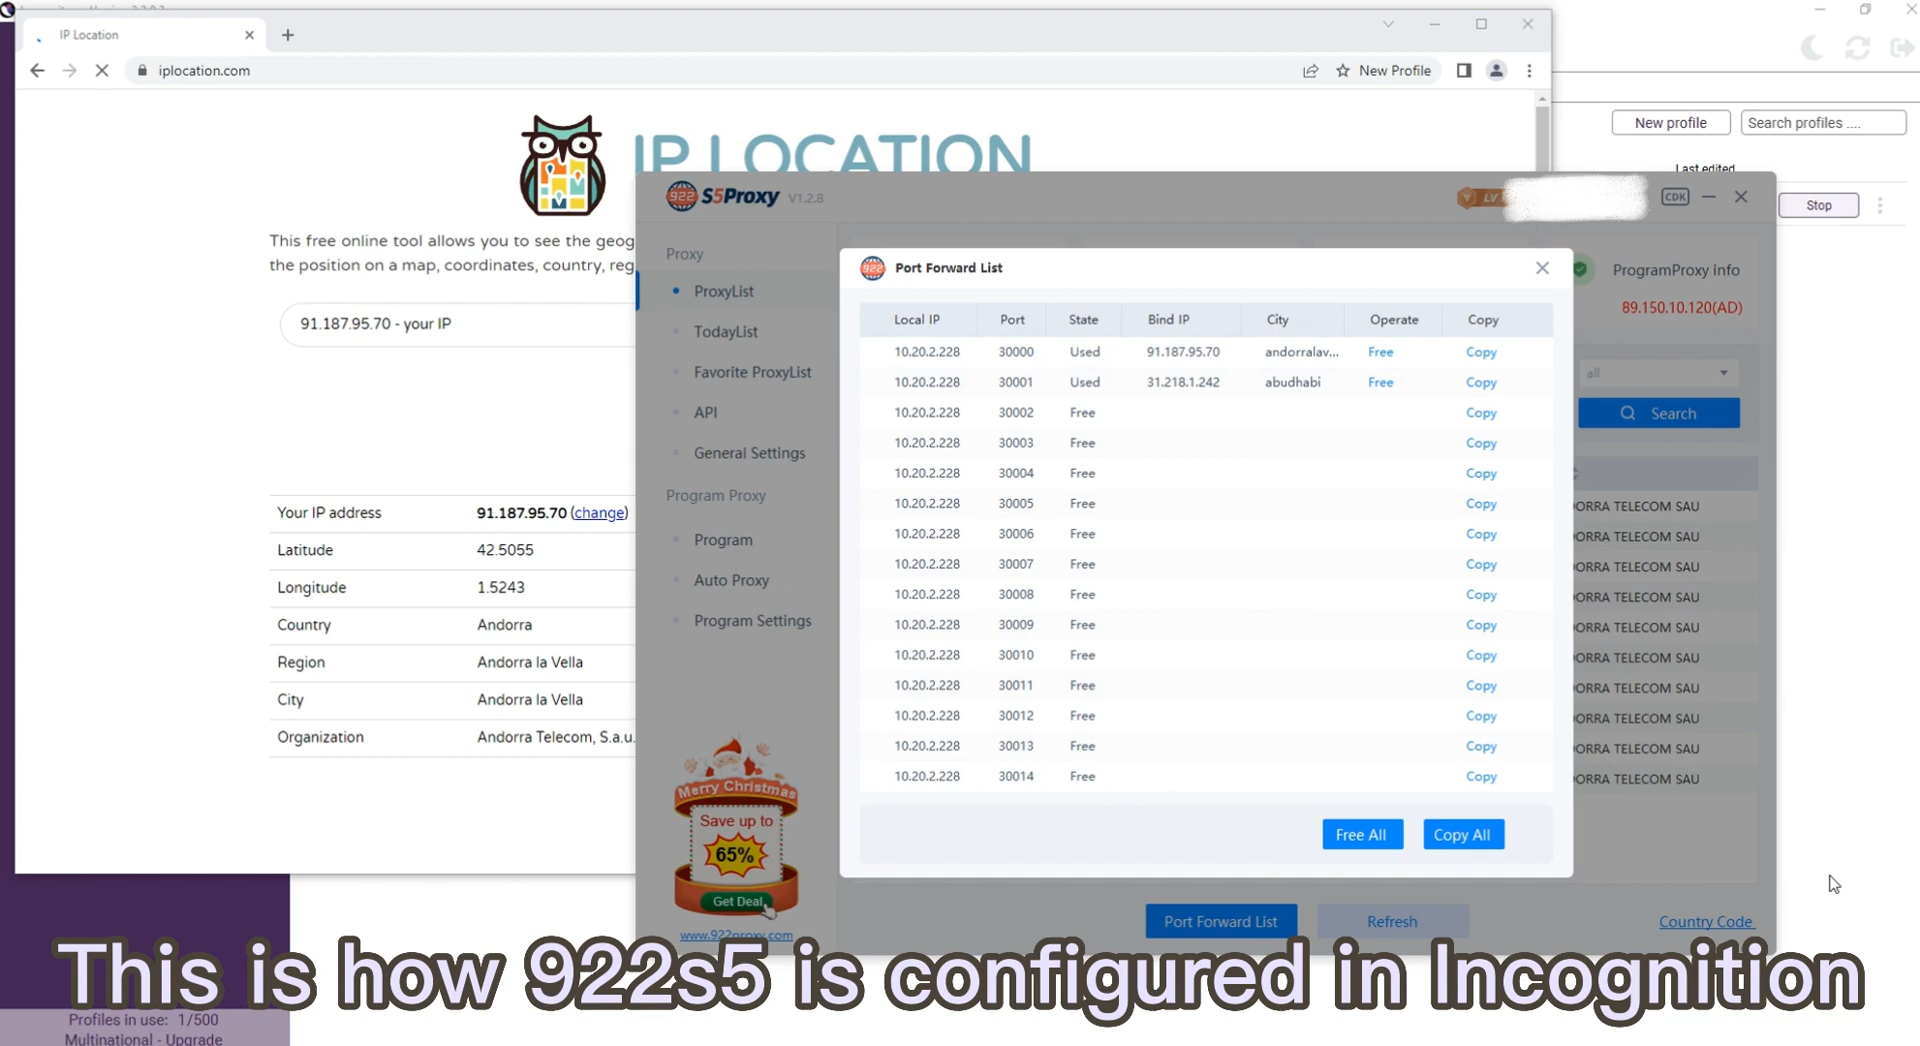 IP Location
iplocation.com
New Profile
IP LOCATION
This free online tool allows you to see the geog
the position on a map, coordinates, country, reg
91.187.95.70 - your IP
Your IP address 91.187.95.70 (change)
Latitude 42.5055
Longitude 1.5243
Country Andorra
Region Andorra la Vella
City Andorra la Vella
Organization Andorra Telecom, S.a.u.
New profile
Search profiles ....
Last edited
Stop
922 S5Proxy V1.2.8
LV
CDK
Proxy
ProxyList
TodayList
Favorite ProxyList
API
General Settings
Program Proxy
Program
Auto Proxy
Program Settings
Merry Christmas
Save up to
65%
Get Deal
www.922proxy.com
922 Port Forward List
Local IP Port State Bind IP City Operate Copy
10.20.2.228 30000 Used 91.187.95.70 andorralav... Free Copy
10.20.2.228 30001 Used 31.218.1.242 abudhabi Free Copy
10.20.2.228 30002 Free Copy
10.20.2.228 30003 Free Copy
10.20.2.228 30004 Free Copy
10.20.2.228 30005 Free Copy
10.20.2.228 30006 Free Copy
10.20.2.228 30007 Free Copy
10.20.2.228 30008 Free Copy
10.20.2.228 30009 Free Copy
10.20.2.228 30010 Free Copy
10.20.2.228 30011 Free Copy
10.20.2.228 30012 Free Copy
10.20.2.228 30013 Free Copy
10.20.2.228 30014 Free Copy
Free All Copy All
ProgramProxy info
89.150.10.120(AD)
all
Search
ORRA TELECOM SAU
ORRA TELECOM SAU
ORRA TELECOM SAU
ORRA TELECOM SAU
ORRA TELECOM SAU
ORRA TELECOM SAU
ORRA TELECOM SAU
ORRA TELECOM SAU
ORRA TELECOM SAU
ORRA TELECOM SAU
Port Forward List Refresh Country Code
This is how 922s5 is configured in Incognition
Profiles in use: 1/500
Multinational - Upgrade